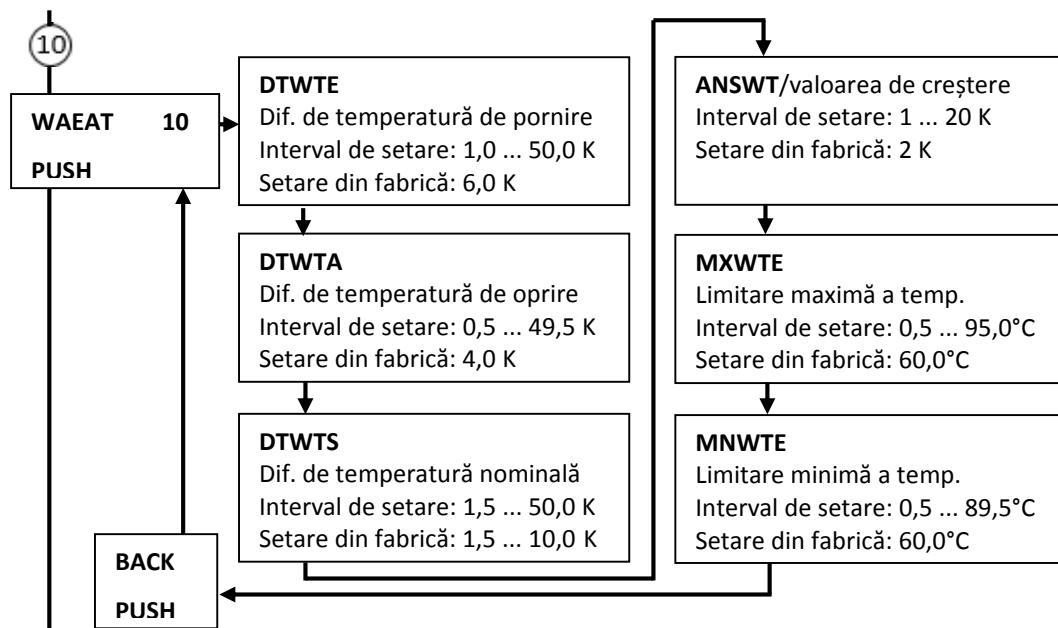 10
WAEAT 10
PUSH
DTWTE
Dif. de temperatură de pornire
Interval de setare: 1,0 ... 50,0 K
Setare din fabrică: 6,0 K
DTWTA
Dif. de temperatură de oprire
Interval de setare: 0,5 ... 49,5 K
Setare din fabrică: 4,0 K
DTWTS
Dif. de temperatură nominală
Interval de setare: 1,5 ... 50,0 K
Setare din fabrică: 1,5 ... 10,0 K
ANSWT/valoarea de creștere
Interval de setare: 1 ... 20 K
Setare din fabrică: 2 K
MXWTE
Limitare maximă a temp.
Interval de setare: 0,5 ... 95,0°C
Setare din fabrică: 60,0°C
MNWTE
Limitare minimă a temp.
Interval de setare: 0,5 ... 89,5°C
Setare din fabrică: 60,0°C
BACK
PUSH